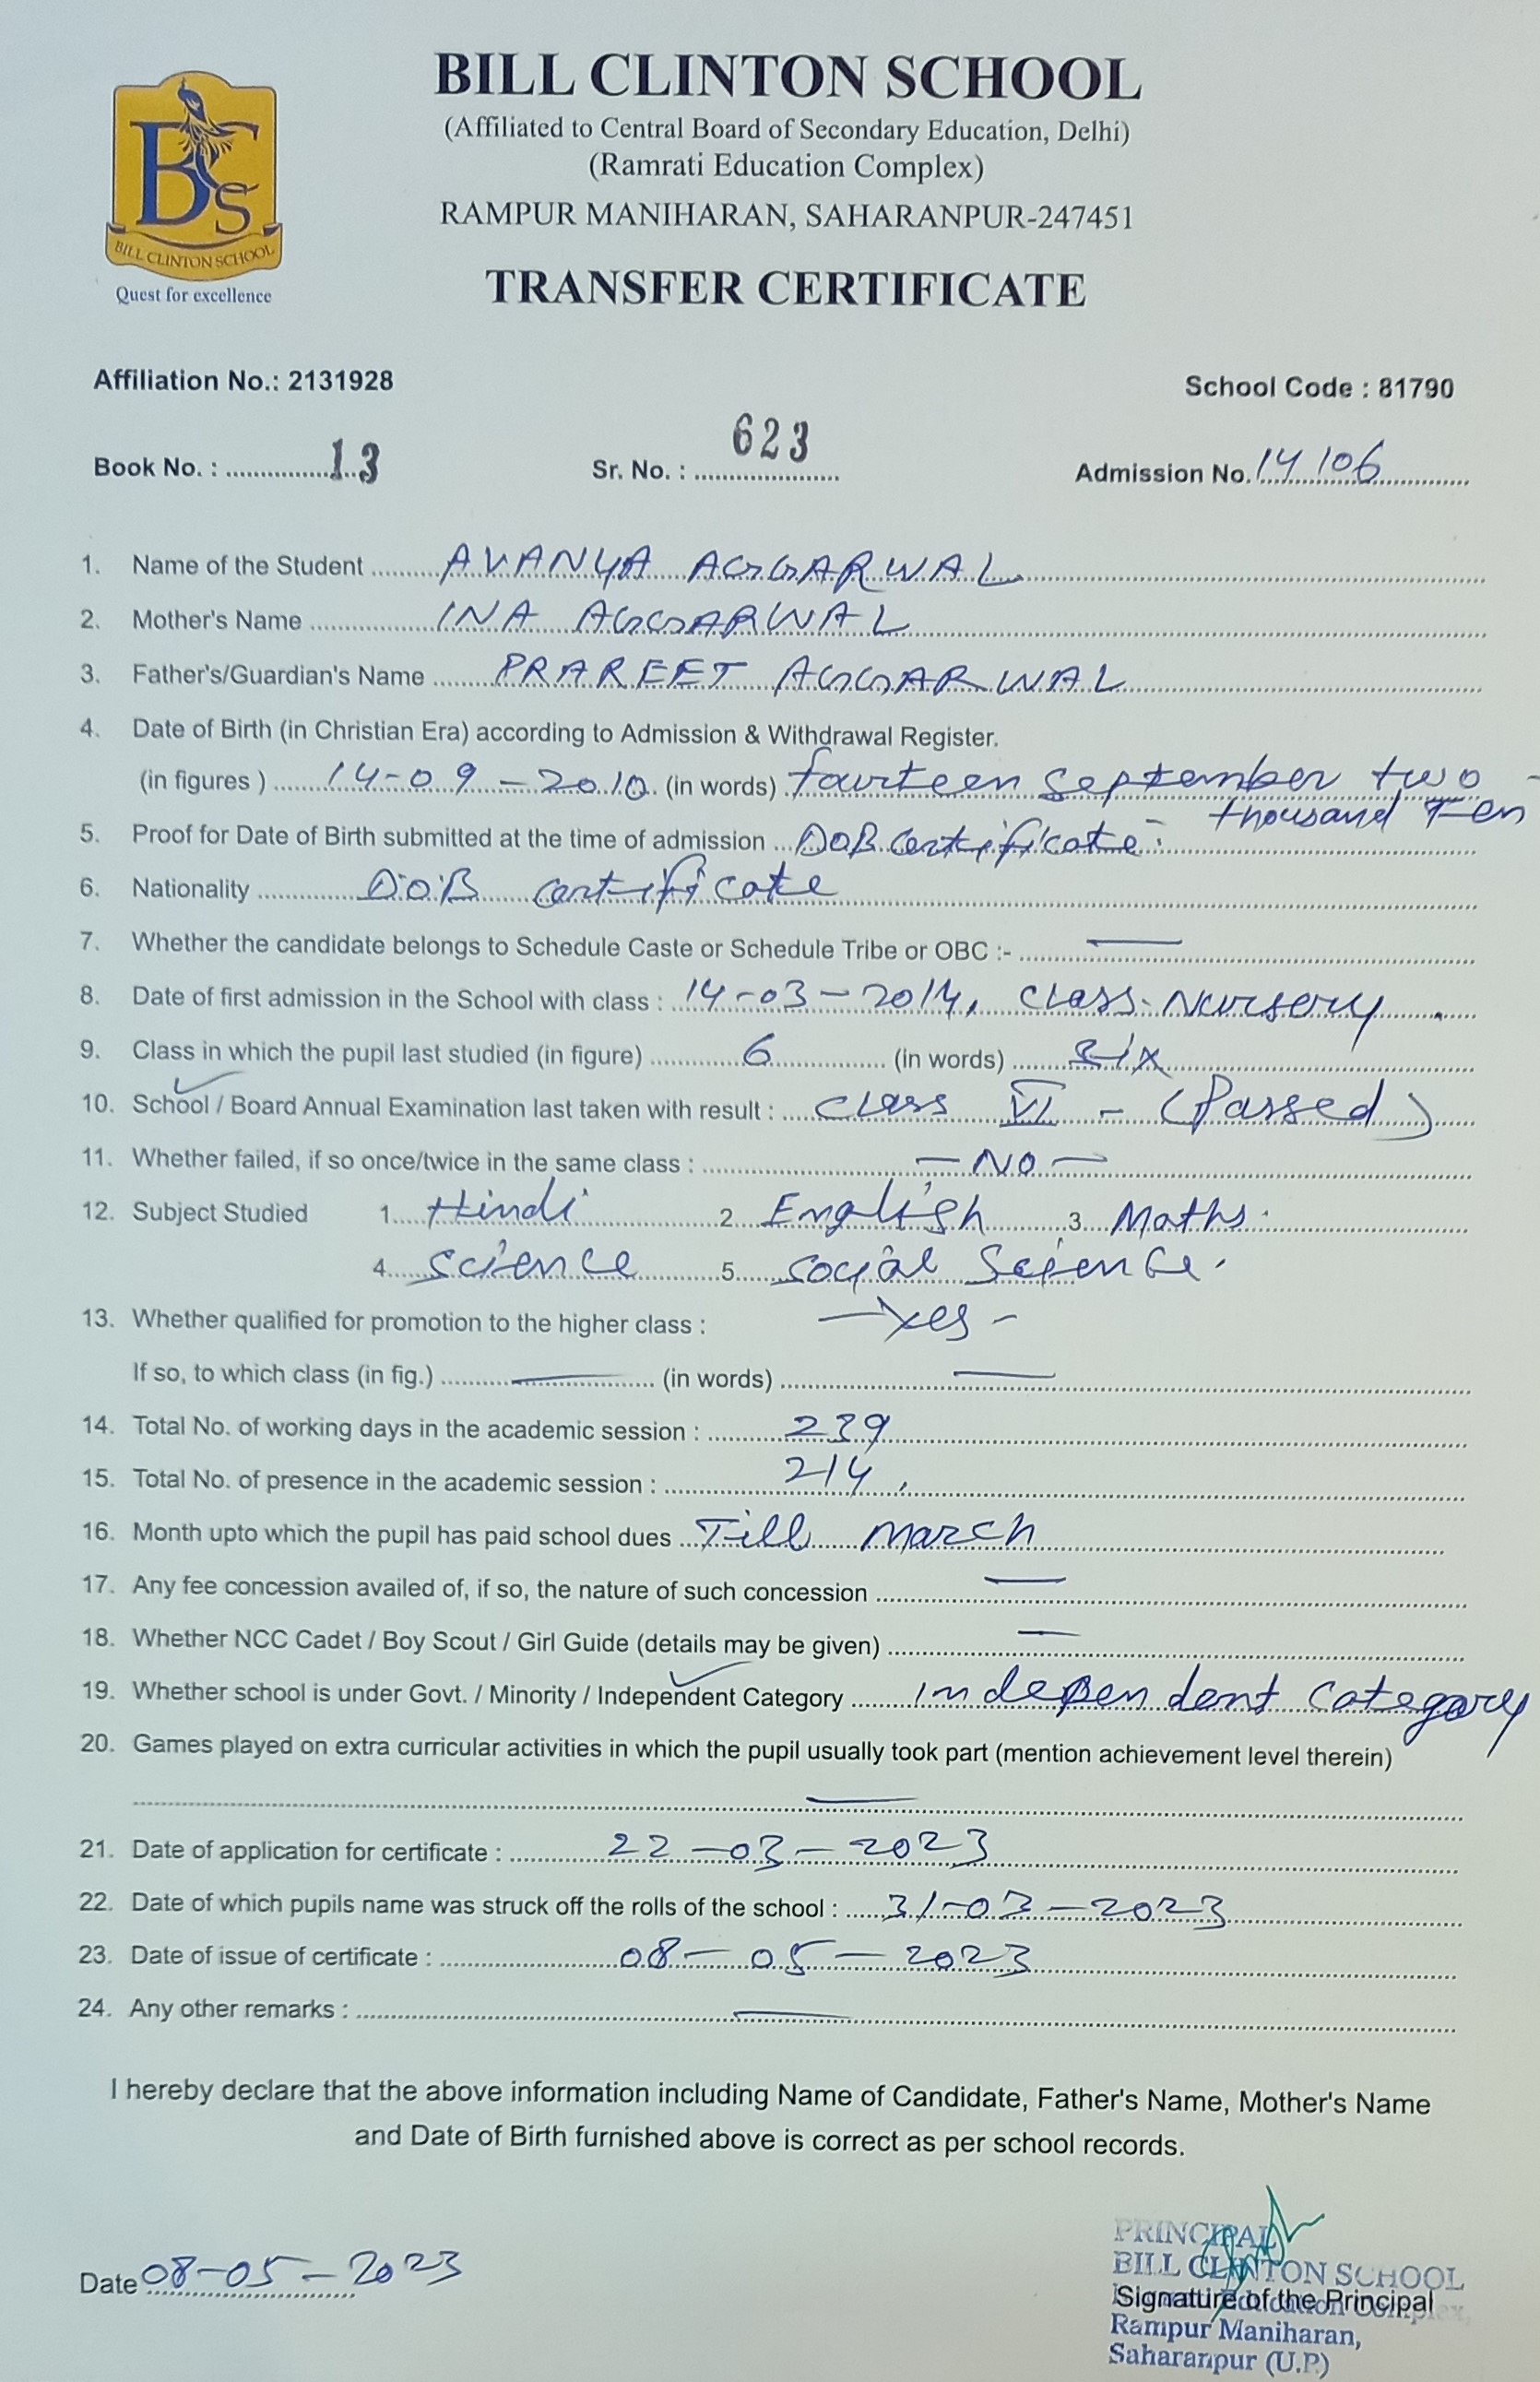 BILL CLINTON SCHOOL
(Affiliated to Central Board of Secondary Education, Delhi)
(Ramrati Education Complex)
RAMPUR MANIHARAN, SAHARANPUR-247451
TRANSFER CERTIFICATE
BCS
BILL CLINTON SCHOOL
Quest for excellence
Affiliation No.: 2131928 School Code : 81790
Book No. : 13 Sr. No. : 623 Admission No. 14106
1. Name of the Student AVANYA AGGARWAL
2. Mother's Name INA AGGARWAL
3. Father's/Guardian's Name PRAREET AGGARWAL
4. Date of Birth (in Christian Era) according to Admission & Withdrawal Register.
(in figures ) 14-09-2010 (in words) fourteen september two
thousand Ten
5. Proof for Date of Birth submitted at the time of admission DOB certificate
6. Nationality D.O.B certificate
7. Whether the candidate belongs to Schedule Caste or Schedule Tribe or OBC :- —
8. Date of first admission in the School with class : 14-03-2014, class. Nursery.
9. Class in which the pupil last studied (in figure) 6 (in words) six
10. School / Board Annual Examination last taken with result : class VI - (Passed)
11. Whether failed, if so once/twice in the same class : — No —
12. Subject Studied 1. Hindi 2. English 3. Maths.
4. Science 5. Social Science.
13. Whether qualified for promotion to the higher class : — Yes -
If so, to which class (in fig.) — (in words) —
14. Total No. of working days in the academic session : 239
15. Total No. of presence in the academic session : 214
16. Month upto which the pupil has paid school dues Till March
17. Any fee concession availed of, if so, the nature of such concession —
18. Whether NCC Cadet / Boy Scout / Girl Guide (details may be given) —
19. Whether school is under Govt. / Minority / Independent Category Independent Category
20. Games played on extra curricular activities in which the pupil usually took part (mention achievement level therein)
—
21. Date of application for certificate : 22-03-2023
22. Date of which pupils name was struck off the rolls of the school : 31-03-2023
23. Date of issue of certificate : 08-05-2023
24. Any other remarks : —
I hereby declare that the above information including Name of Candidate, Father's Name, Mother's Name
and Date of Birth furnished above is correct as per school records.
Date 08-05-2023
PRINCIPAL
BILL CLINTON SCHOOL
Signature of the Principal
Rampur Maniharan,
Saharanpur (U.P.)